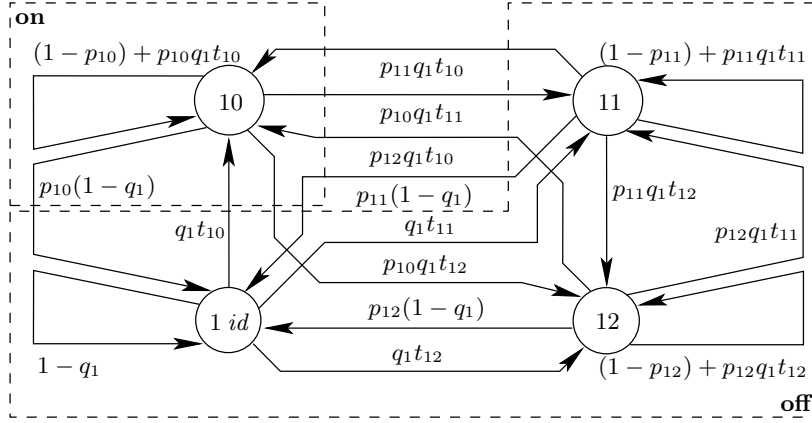 on
(1 - p₁₀) + p₁₀q₁t₁₀
(1 - p₁₁) + p₁₁q₁t₁₁
p₁₁q₁t₁₀
10
11
p₁₀q₁t₁₁
p₁₂q₁t₁₀
p₁₀(1 - q₁)
p₁₁(1 - q₁)
p₁₁q₁t₁₂
q₁t₁₀
q₁t₁₁
p₁₂q₁t₁₁
p₁₀q₁t₁₂
p₁₂(1 - q₁)
1 id
12
1 - q₁
q₁t₁₂
(1 - p₁₂) + p₁₂q₁t₁₂
off